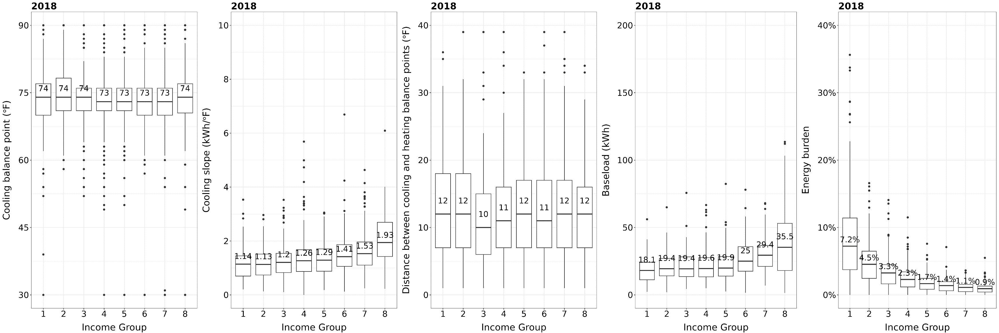 2018
Cooling balance point (°F)
90
75
60
45
30
74 74 74 73 73 73 73 74
1 2 3 4 5 6 7 8
Income Group
2018
Cooling slope (kWh/°F)
10
8
6
4
2
0
1.14 1.13 1.2 1.26 1.29 1.41 1.53 1.93
1 2 3 4 5 6 7 8
Income Group
2018
Distance between cooling and heating balance points (°F)
40
30
20
10
0
12 12 10 11 12 11 12 12
1 2 3 4 5 6 7 8
Income Group
2018
Baseload (kWh)
200
150
100
50
0
18.1 19.4 19.4 19.6 19.9 25 29.4 35.5
1 2 3 4 5 6 7 8
Income Group
2018
Energy burden
40%
30%
20%
10%
0%
7.2% 4.5% 3.3% 2.3% 1.7% 1.4% 1.1% 0.9%
1 2 3 4 5 6 7 8
Income Group